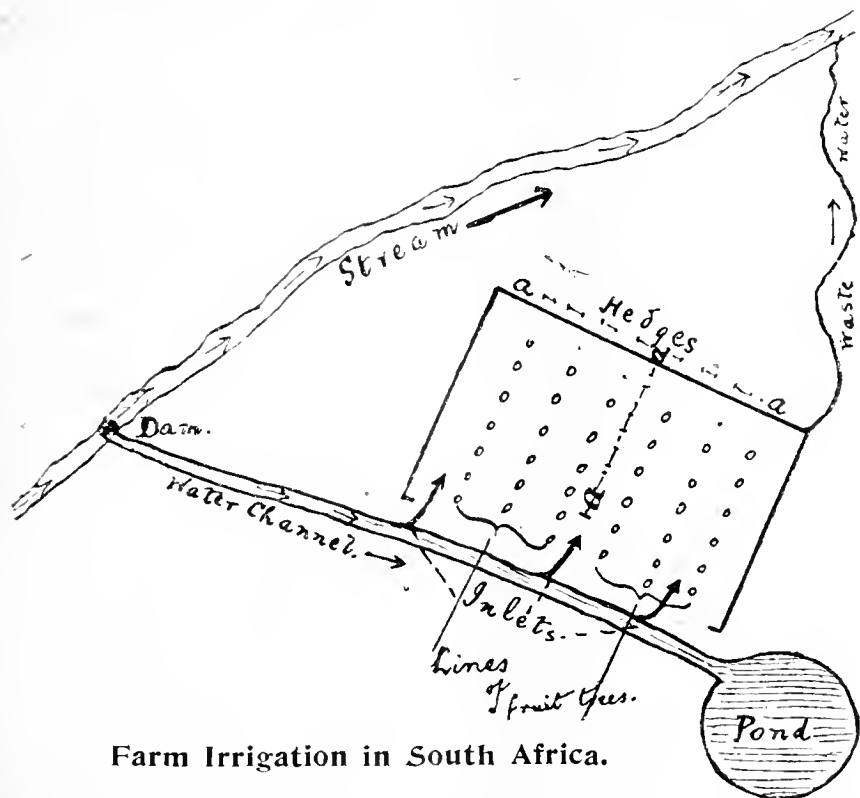 Water
Stream
Waste
a
Hedges
a
a
Dam.
Water Channel.
a
Inlets.
Lines
of fruit trees.
Pond
Farm Irrigation in South Africa.